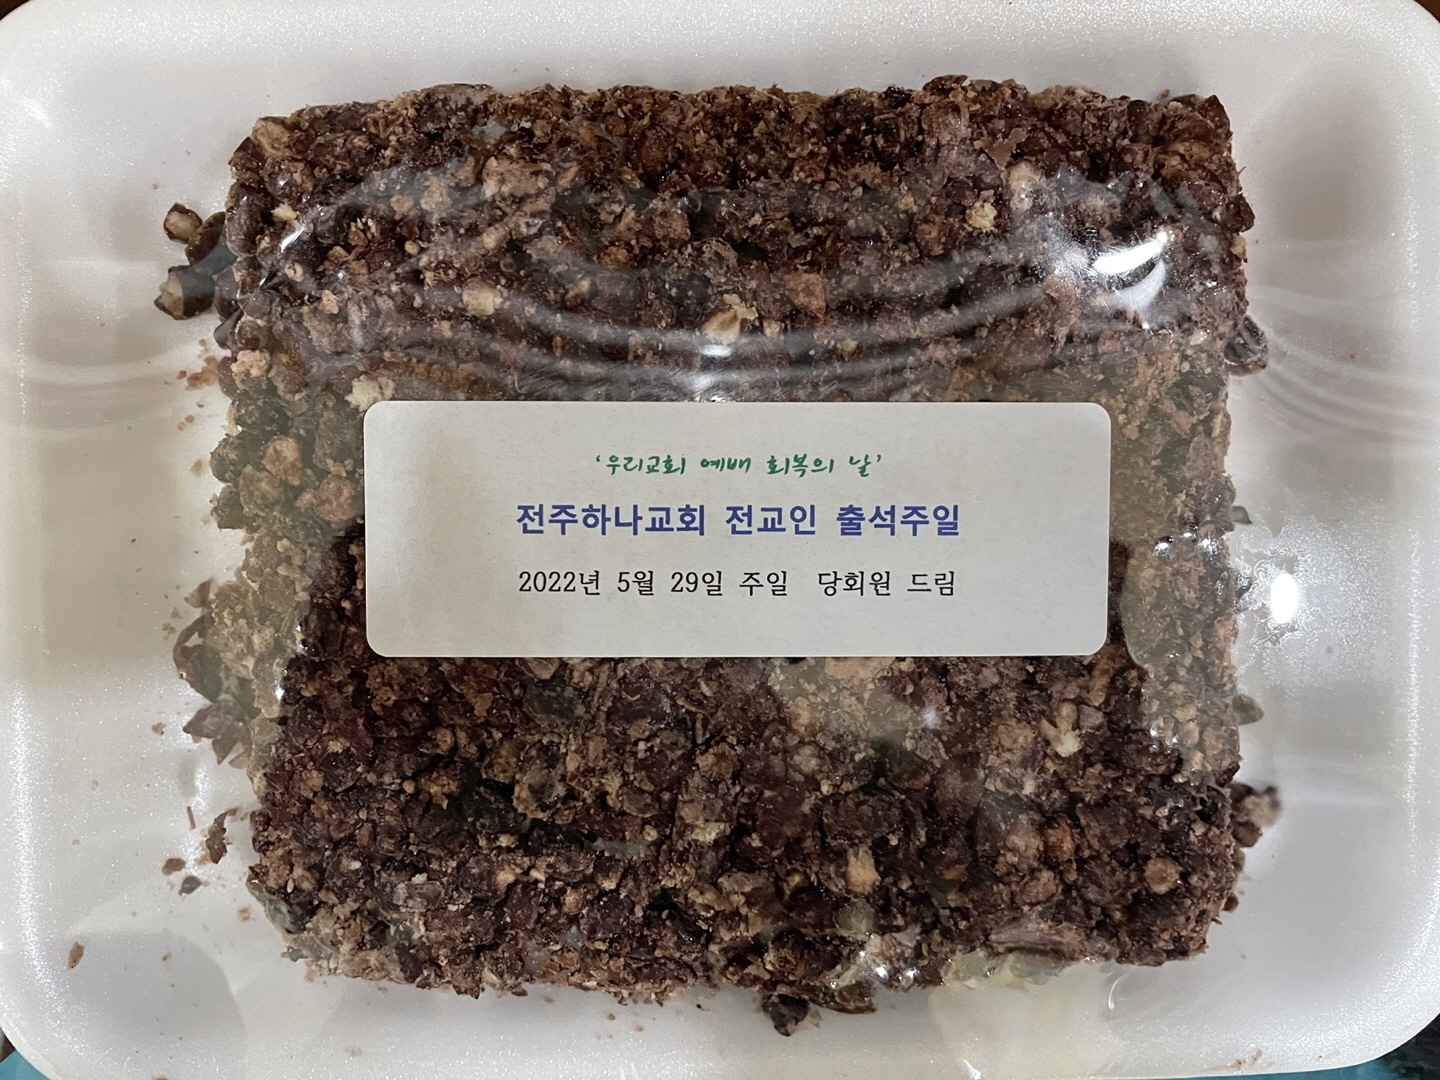 ‘우리교회 예배 회복의 날’
전주하나교회 전교인 출석주일
2022년 5월 29일 주일 당회원 드림